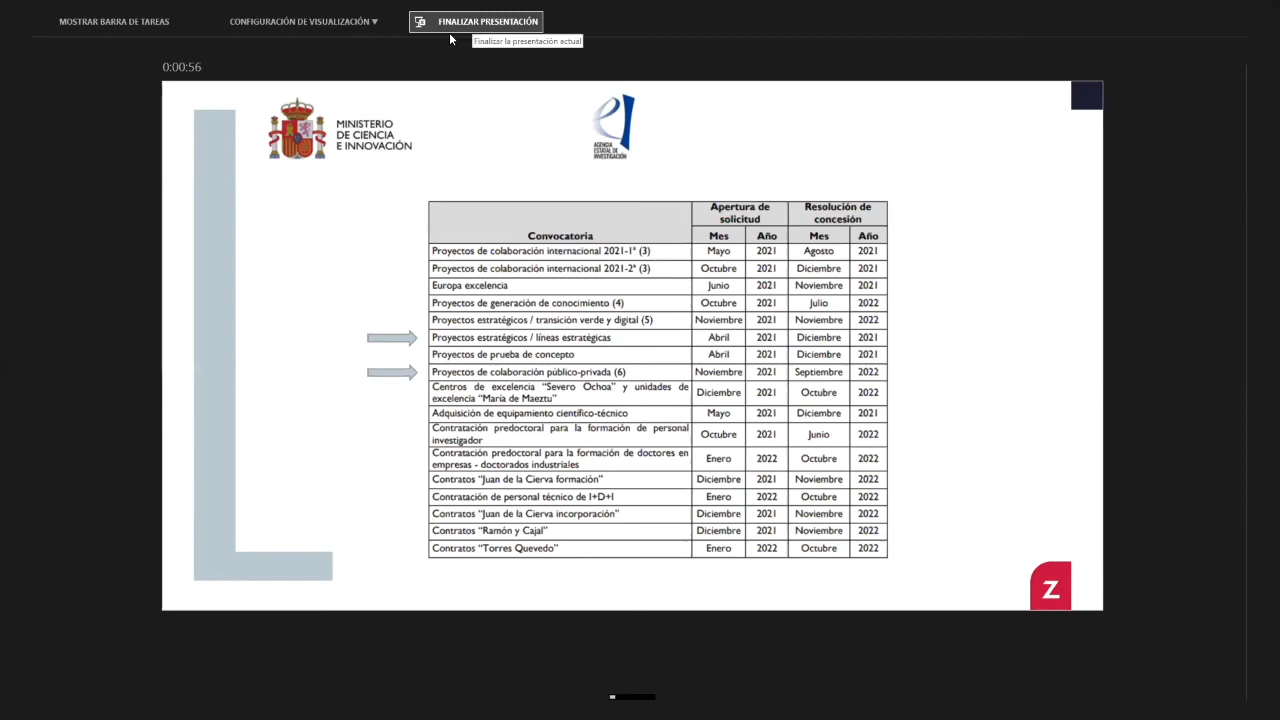 MOSTRAR BARRA DE TAREAS
CONFIGURACIÓN DE VISUALIZACIÓN ▼
FINALIZAR PRESENTACIÓN
Finalizar la presentación actual
0:00:56
MINISTERIO
DE CIENCIA
E INNOVACIÓN
AGENCIA
ESTATAL DE
INVESTIGACIÓN
Convocatoria
Apertura de
solicitud
Resolución de
concesión
Mes Año Mes Año
Proyectos de colaboración internacional 2021-1ª (3) Mayo 2021 Agosto 2021
Proyectos de colaboración internacional 2021-2ª (3) Octubre 2021 Diciembre 2021
Europa excelencia Junio 2021 Noviembre 2021
Proyectos de generación de conocimiento (4) Octubre 2021 Julio 2022
Proyectos estratégicos / transición verde y digital (5) Noviembre 2021 Noviembre 2022
Proyectos estratégicos / líneas estratégicas Abril 2021 Diciembre 2021
Proyectos de prueba de concepto Abril 2021 Diciembre 2021
Proyectos de colaboración público-privada (6) Noviembre 2021 Septiembre 2022
Centros de excelencia “Severo Ochoa” y unidades de
excelencia “María de Maeztu” Diciembre 2021 Octubre 2022
Adquisición de equipamiento científico-técnico Mayo 2021 Diciembre 2021
Contratación predoctoral para la formación de personal
investigador Octubre 2021 Junio 2022
Contratación predoctoral para la formación de doctores en
empresas - doctorados industriales Enero 2022 Octubre 2022
Contratos “Juan de la Cierva formación” Diciembre 2021 Noviembre 2022
Contratación de personal técnico de I+D+I Enero 2022 Octubre 2022
Contratos “Juan de la Cierva incorporación” Diciembre 2021 Noviembre 2022
Contratos “Ramón y Cajal” Diciembre 2021 Noviembre 2022
Contratos “Torres Quevedo” Enero 2022 Octubre 2022
Z